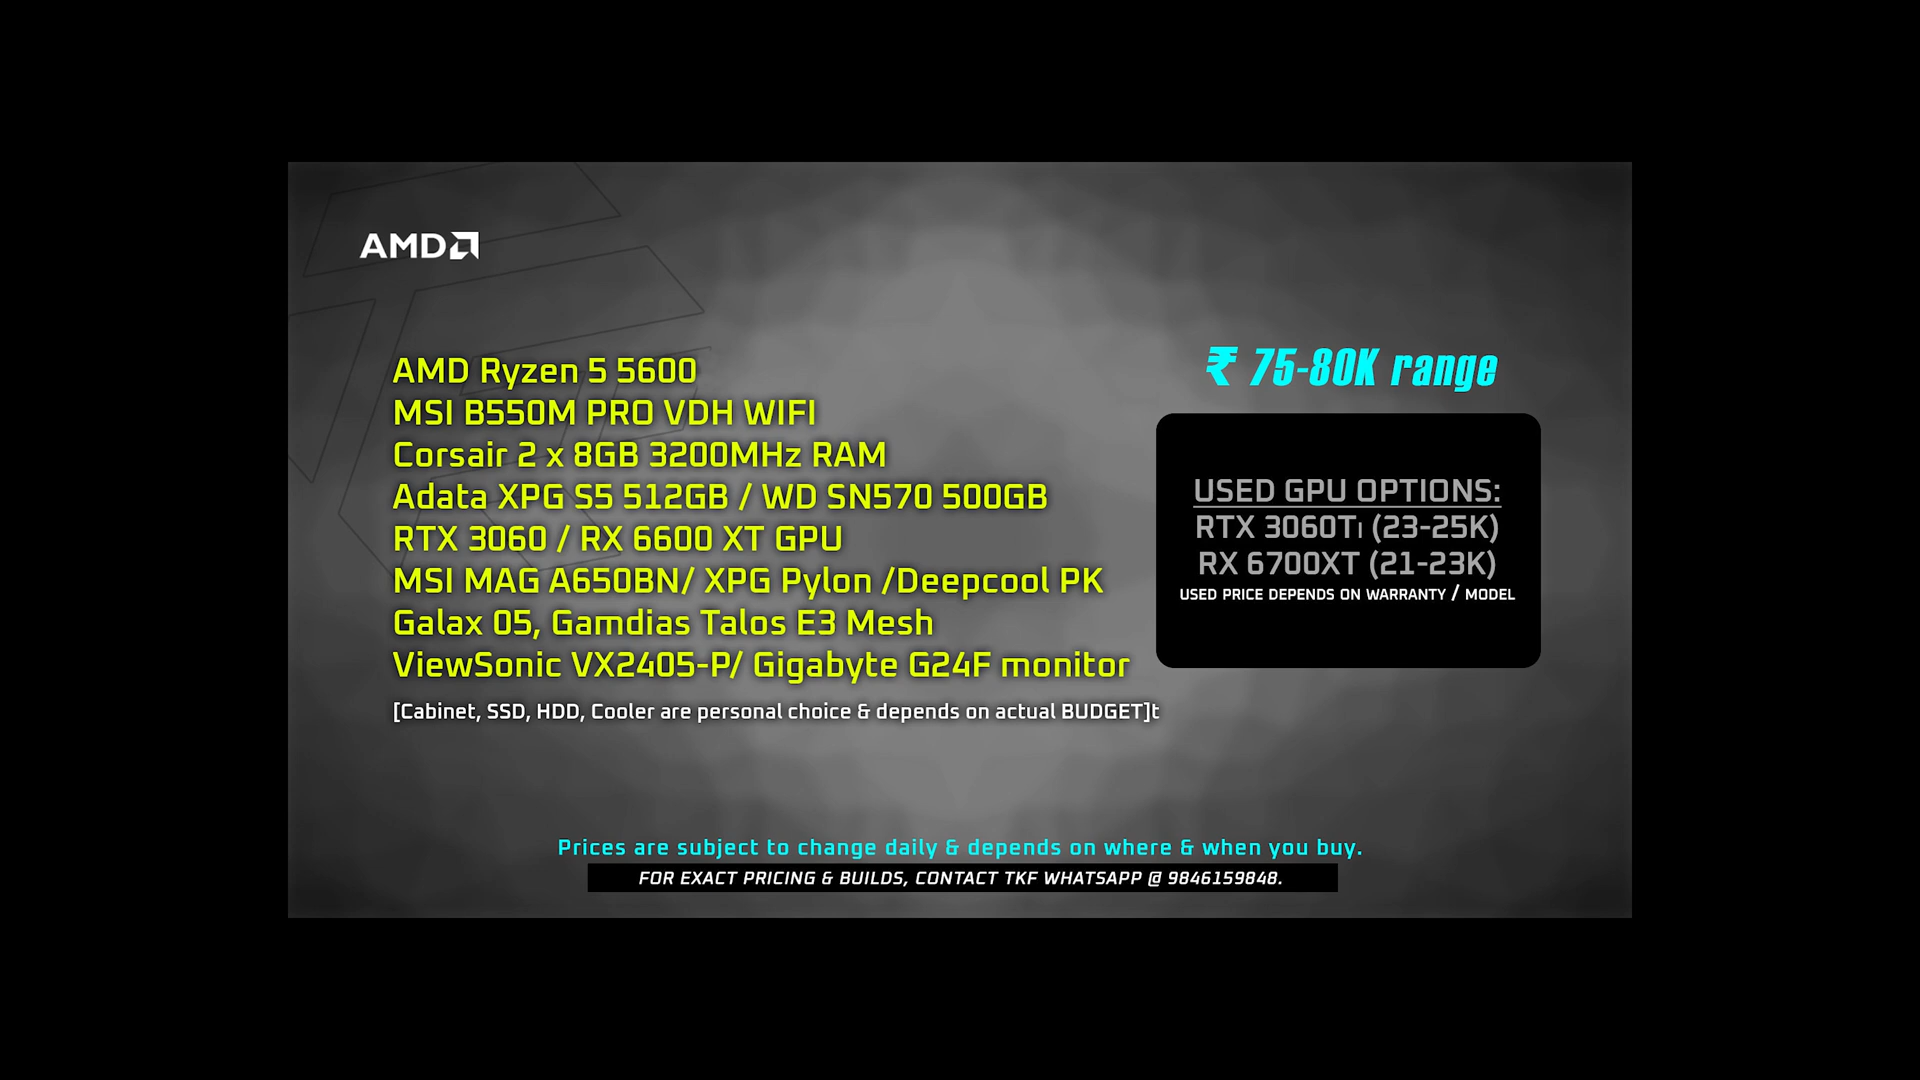 AMD
AMD Ryzen 5 5600
MSI B550M PRO VDH WIFI
Corsair 2 x 8GB 3200MHz RAM
Adata XPG S5 512GB / WD SN570 500GB
RTX 3060 / RX 6600 XT GPU
MSI MAG A650BN/ XPG Pylon /Deepcool PK
Galax 05, Gamdias Talos E3 Mesh
ViewSonic VX2405-P/ Gigabyte G24F monitor
[Cabinet, SSD, HDD, Cooler are personal choice & depends on actual BUDGET]t
₹ 75-80K range
USED GPU OPTIONS:
RTX 3060Ti (23-25K)
RX 6700XT (21-23K)
USED PRICE DEPENDS ON WARRANTY / MODEL
Prices are subject to change daily & depends on where & when you buy.
FOR EXACT PRICING & BUILDS, CONTACT TKF WHATSAPP @ 9846159848.